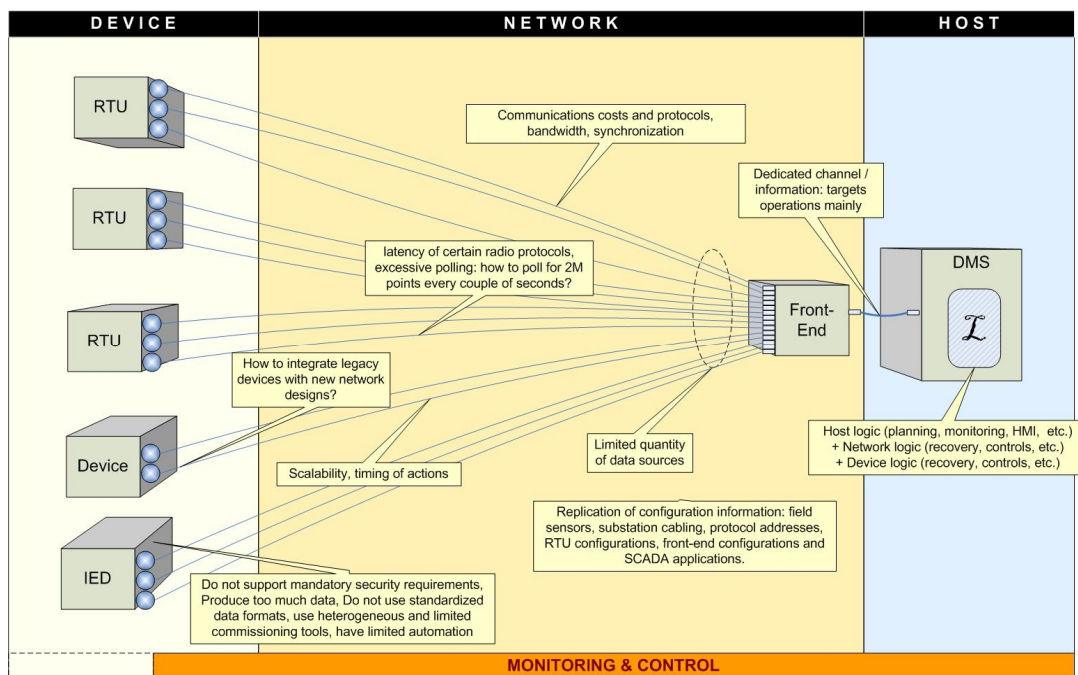 DEVICE
NETWORK
HOST
RTU
Communications costs and protocols,
bandwidth, synchronization
Dedicated channel /
information: targets
operations mainly
RTU
latency of certain radio protocols,
excessive polling: how to poll for 2M
points every couple of seconds?
DMS
Front-
End
RTU
How to integrate legacy
devices with new network
designs?
Host logic (planning, monitoring, HMI, etc.)
+ Network logic (recovery, controls, etc.)
+ Device logic (recovery, controls, etc.)
Limited quantity
of data sources
Device
Scalability, timing of actions
Replication of configuration information: field
sensors, substation cabling, protocol addresses,
RTU configurations, front-end configurations and
SCADA applications.
IED
Do not support mandatory security requirements,
Produce too much data, Do not use standardized
data formats, use heterogeneous and limited
commissioning tools, have limited automation
MONITORING & CONTROL